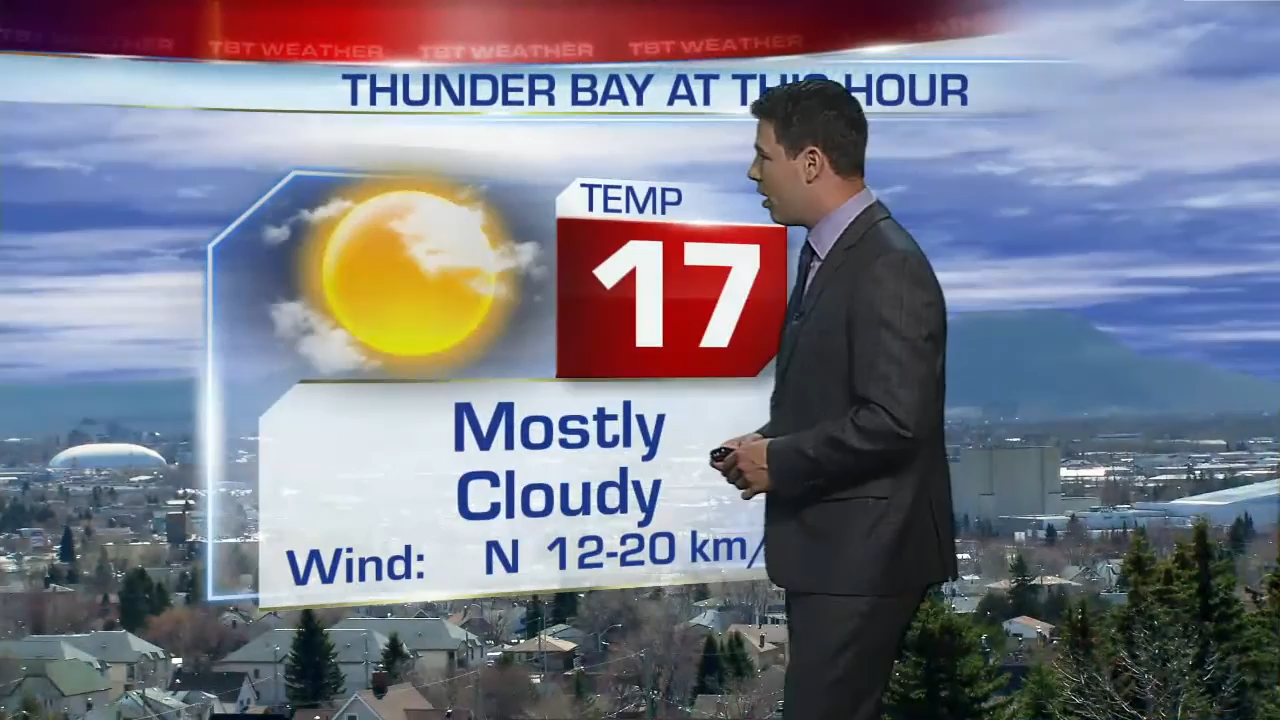 TBT WEATHER TBT WEATHER TBT WEATHER TBT WEATHER
THUNDER BAY AT THIS HOUR
TEMP
17
Mostly
Cloudy
Wind: N 12-20 km/